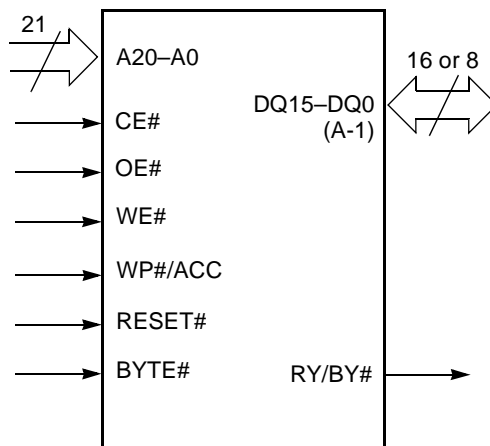 21
A20–A0
16 or 8
DQ15–DQ0
(A-1)
CE#
OE#
WE#
WP#/ACC
RESET#
BYTE#
RY/BY#